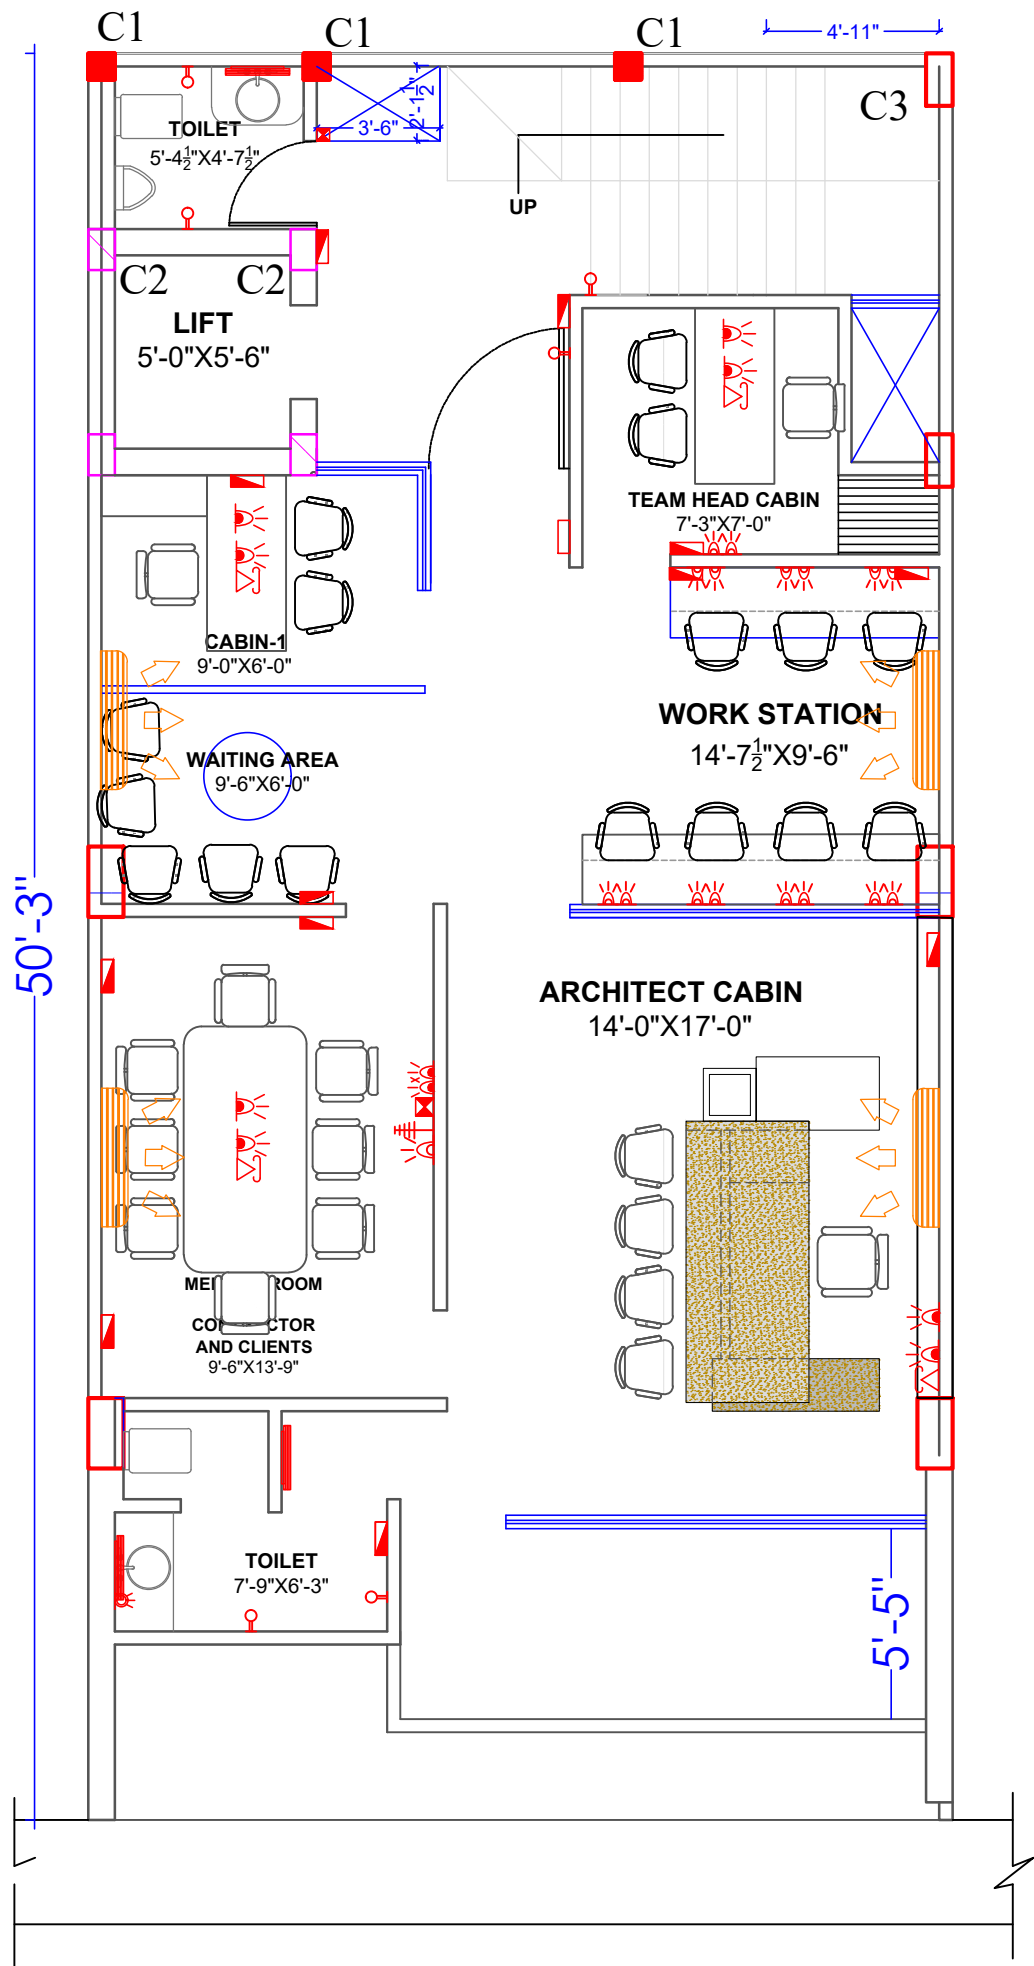 C1
C1
C1
4'-11"
C3
TOILET
5'-4½"X4'-7½"
3'-6"
2'-1½"
UP
C2
C2
LIFT
5'-0"X5'-6"
TEAM HEAD CABIN
7'-3"X7'-0"
CABIN-1
9'-0"X6'-0"
WORK STATION
14'-7½"X9'-6"
WAITING AREA
9'-6"X6'-0"
50'-3"
ARCHITECT CABIN
14'-0"X17'-0"
ROOM
AND CLIENTS
9'-6"X13'-9"
TOILET
7'-9"X6'-3"
5'-5"